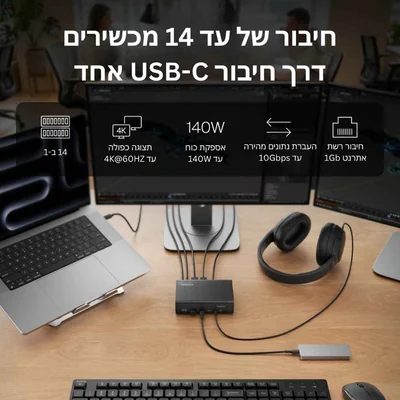 חיבור של עד 14 מכשירים
דרך חיבור USB-C אחד
חיבור רשת
אתרנט 1Gb
העברת נתונים מהירה
עד 10Gbps
140W
אספקת כוח
עד 140W
4K
תצוגה כפולה
עד 4K@60HZ
14 ב-1